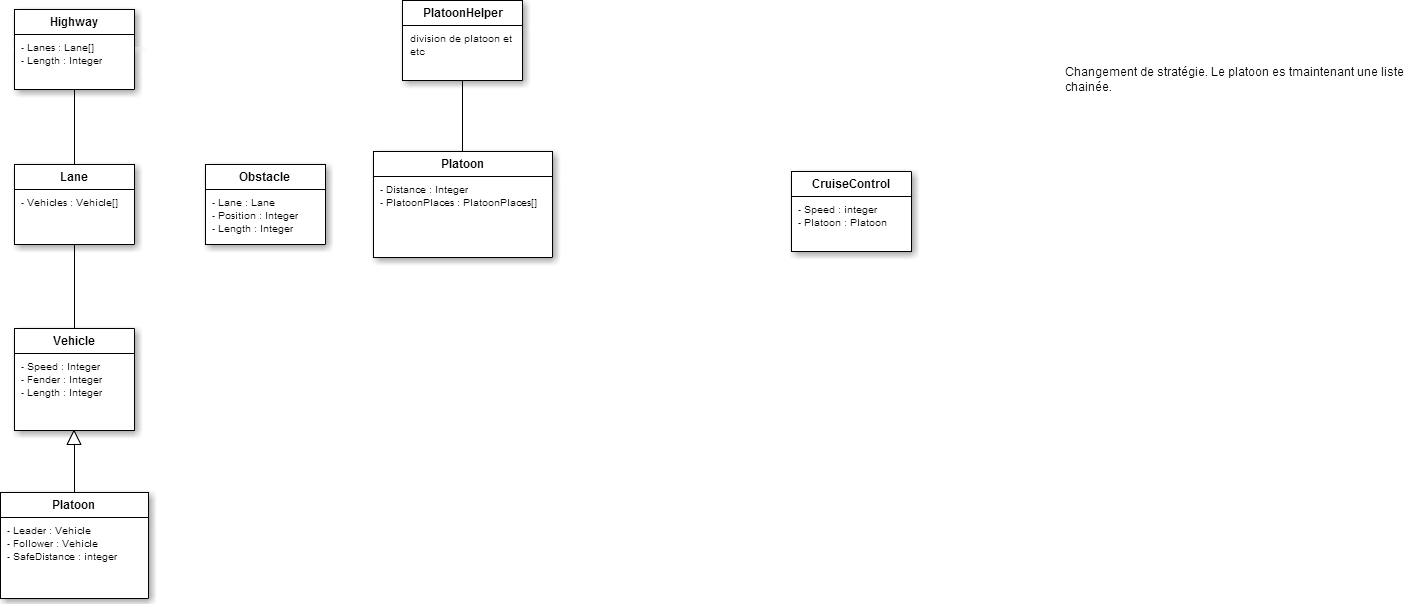 Highway
- Lanes : Lane[]
- Length : Integer
PlatoonHelper
division de platoon et
etc
Changement de stratégie. Le platoon es tmaintenant une liste
chainée.
Lane
- Vehicles : Vehicle[]
Obstacle
- Lane : Lane
- Position : Integer
- Length : Integer
Platoon
- Distance : Integer
- PlatoonPlaces : PlatoonPlaces[]
CruiseControl
- Speed : integer
- Platoon : Platoon
Vehicle
- Speed : Integer
- Fender : Integer
- Length : Integer
Platoon
- Leader : Vehicle
- Follower : Vehicle
- SafeDistance : integer